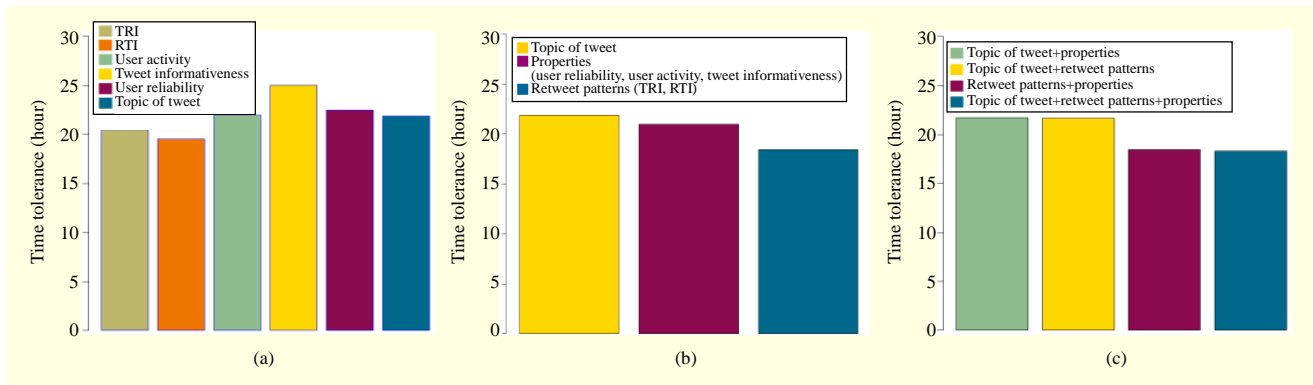 TRI
RTI
User activity
Tweet informativeness
User reliability
Topic of tweet
30
25
20
15
10
5
0
Time tolerance (hour)
(a)
Topic of tweet
Properties
(user reliability, user activity, tweet informativeness)
Retweet patterns (TRI, RTI)
30
25
20
15
10
5
0
Time tolerance (hour)
(b)
Topic of tweet+properties
Topic of tweet+retweet patterns
Retweet patterns+properties
Topic of tweet+retweet patterns+properties
30
25
20
15
10
5
0
Time tolerance (hour)
(c)